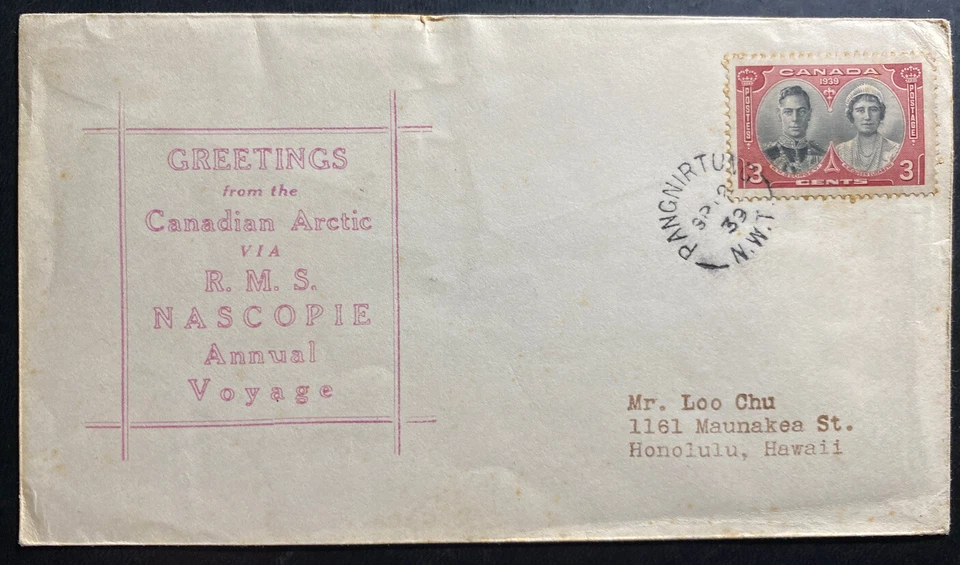 GREETINGS
from the
Canadian Arctic
VIA
R. M. S.
NASCOPIE
Annual
Voyage
CANADA
1939
POSTES
POSTAGE
3
3
CENTS
N.W.T.
39
Mr. Loo Chu
1161 Maunakea St.
Honolulu, Hawaii